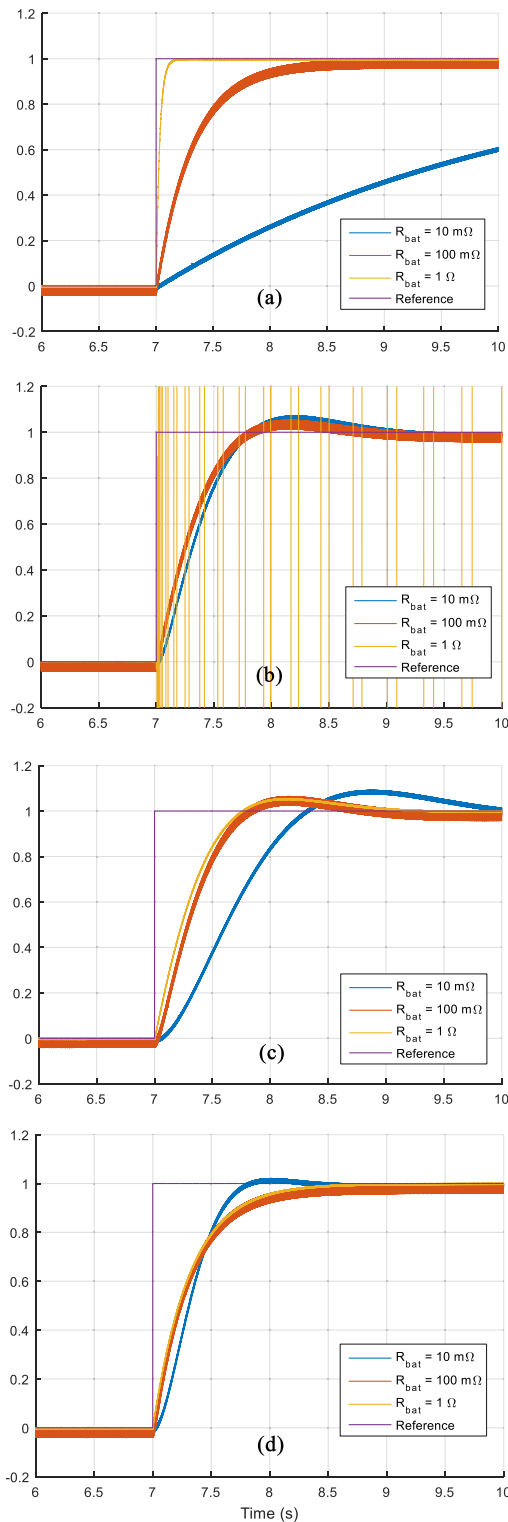 1.2
1
0.8
0.6
0.4
0.2
0
-0.2
R_bat = 10 mΩ
R_bat = 100 mΩ
R_bat = 1 Ω
Reference
(a)
6 6.5 7 7.5 8 8.5 9 9.5 10
1.2
1
0.8
0.6
0.4
0.2
0
-0.2
R_bat = 10 mΩ
R_bat = 100 mΩ
R_bat = 1 Ω
Reference
(b)
6 6.5 7 7.5 8 8.5 9 9.5 10
1.2
1
0.8
0.6
0.4
0.2
0
-0.2
R_bat = 10 mΩ
R_bat = 100 mΩ
R_bat = 1 Ω
Reference
(c)
6 6.5 7 7.5 8 8.5 9 9.5 10
1.2
1
0.8
0.6
0.4
0.2
0
-0.2
R_bat = 10 mΩ
R_bat = 100 mΩ
R_bat = 1 Ω
Reference
(d)
6 6.5 7 7.5 8 8.5 9 9.5 10
Time (s)